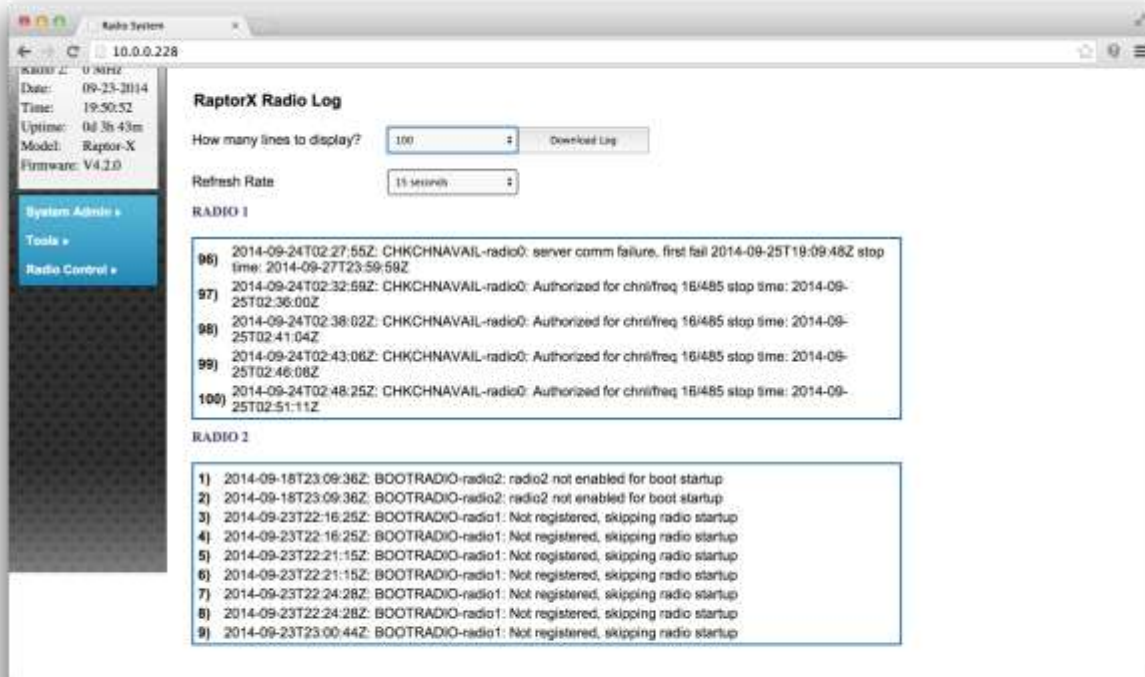 Radio System
10.0.0.228
Radio 2: 0 MHz
Date: 09-23-2014
Time: 19:50:52
Uptime: 0d 3h 43m
Model: Raptor-X
Firmware: V4.2.0
System Admin »
Tools »
Radio Control »
RaptorX Radio Log
How many lines to display? 100 Download Log
Refresh Rate 15 seconds
RADIO 1
96) 2014-09-24T02:27:55Z: CHKCHNAVAIL-radio0: server comm failure, first fail 2014-09-25T19:09:48Z stop
time: 2014-09-27T23:59:59Z
97) 2014-09-24T02:32:59Z: CHKCHNAVAIL-radio0: Authorized for chnl/freq 16/485 stop time: 2014-09-
25T02:36:00Z
98) 2014-09-24T02:38:02Z: CHKCHNAVAIL-radio0: Authorized for chnl/freq 16/485 stop time: 2014-09-
25T02:41:04Z
99) 2014-09-24T02:43:06Z: CHKCHNAVAIL-radio0: Authorized for chnl/freq 16/485 stop time: 2014-09-
25T02:46:08Z
100) 2014-09-24T02:48:25Z: CHKCHNAVAIL-radio0: Authorized for chnl/freq 16/485 stop time: 2014-09-
25T02:51:11Z
RADIO 2
1) 2014-09-18T23:09:36Z: BOOTRADIO-radio2: radio2 not enabled for boot startup
2) 2014-09-18T23:09:36Z: BOOTRADIO-radio2: radio2 not enabled for boot startup
3) 2014-09-23T22:16:25Z: BOOTRADIO-radio1: Not registered, skipping radio startup
4) 2014-09-23T22:16:25Z: BOOTRADIO-radio1: Not registered, skipping radio startup
5) 2014-09-23T22:21:15Z: BOOTRADIO-radio1: Not registered, skipping radio startup
6) 2014-09-23T22:21:15Z: BOOTRADIO-radio1: Not registered, skipping radio startup
7) 2014-09-23T22:24:28Z: BOOTRADIO-radio1: Not registered, skipping radio startup
8) 2014-09-23T22:24:28Z: BOOTRADIO-radio1: Not registered, skipping radio startup
9) 2014-09-23T23:00:44Z: BOOTRADIO-radio1: Not registered, skipping radio startup